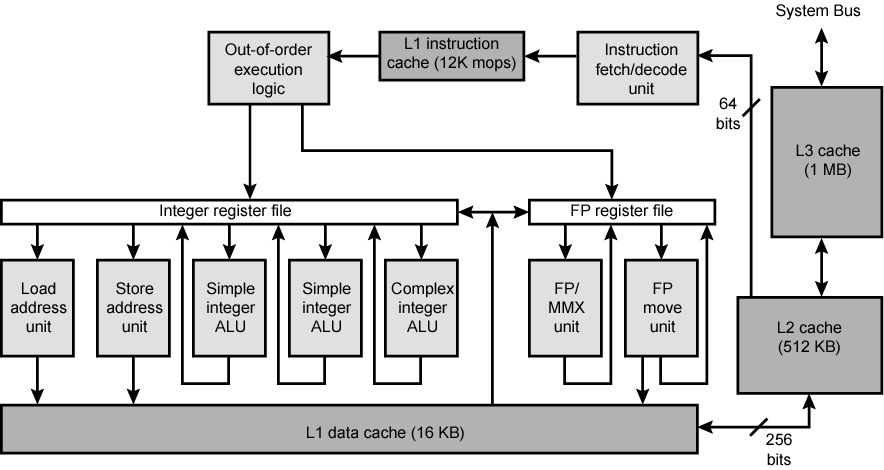 System Bus
Out-of-order
execution
logic
L1 instruction
cache (12K mops)
Instruction
fetch/decode
unit
64
bits
L3 cache
(1 MB)
Integer register file
FP register file
Load
address
unit
Store
address
unit
Simple
integer
ALU
Simple
integer
ALU
Complex
integer
ALU
FP/
MMX
unit
FP
move
unit
L2 cache
(512 KB)
L1 data cache (16 KB)
256
bits